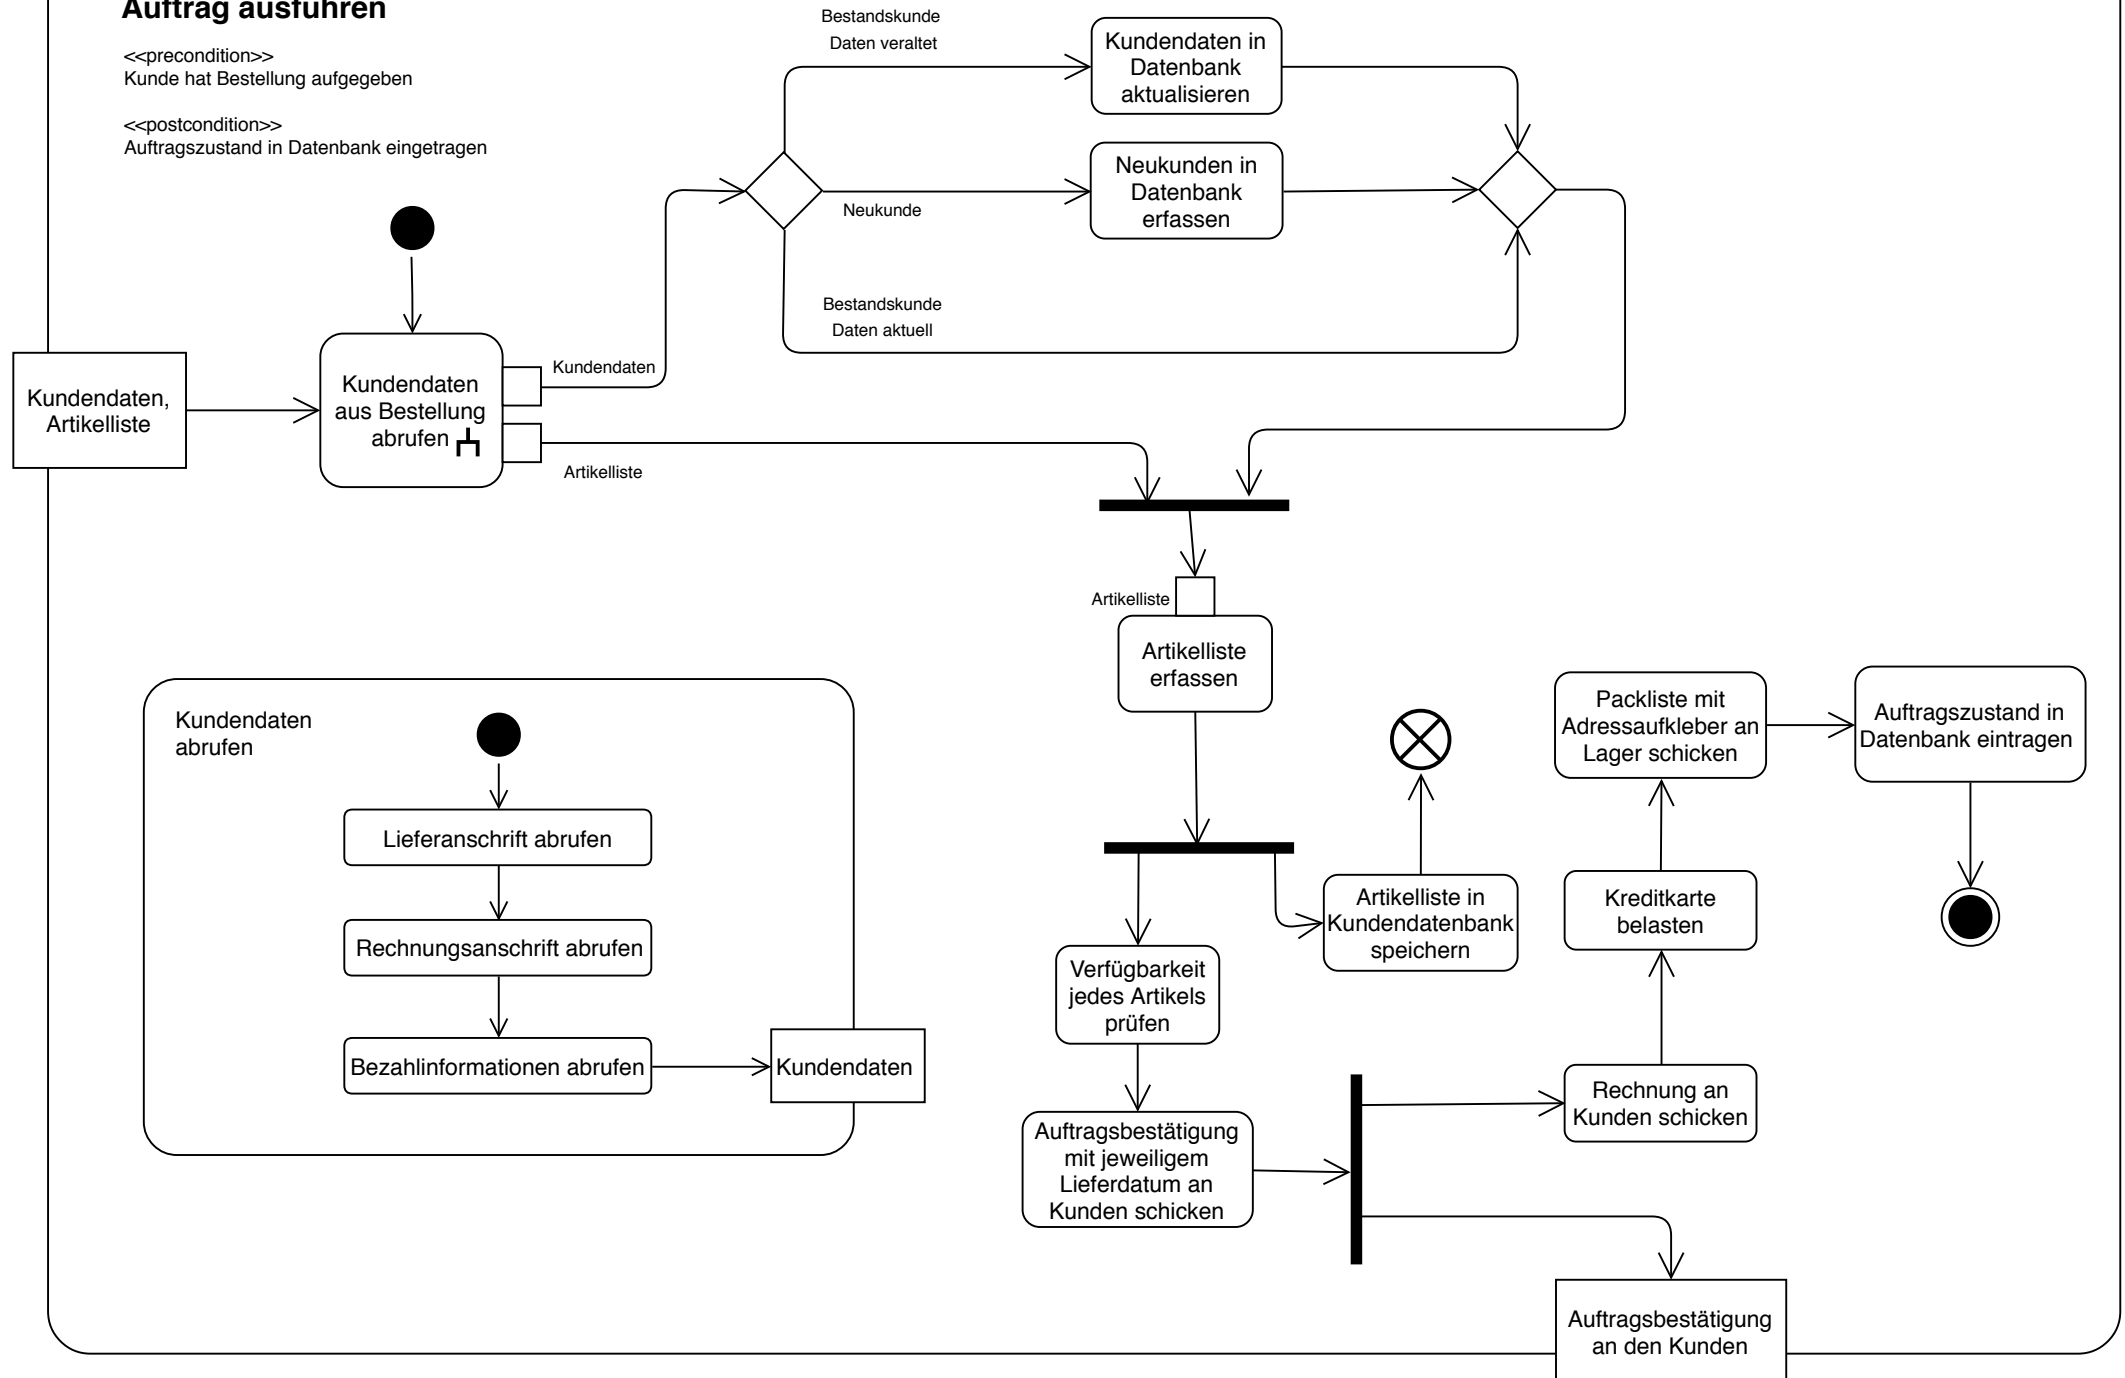 Auftrag ausführen
<<precondition>>
Kunde hat Bestellung aufgegeben
<<postcondition>>
Auftragszustand in Datenbank eingetragen
Bestandskunde
Daten veraltet
Kundendaten in
Datenbank
aktualisieren
Neukunde
Neukunden in
Datenbank
erfassen
Bestandskunde
Daten aktuell
Kundendaten,
Artikelliste
Kundendaten
aus Bestellung
abrufen
Kundendaten
Artikelliste
Artikelliste
Artikelliste
erfassen
Kundendaten
abrufen
Lieferanschrift abrufen
Rechnungsanschrift abrufen
Bezahlinformationen abrufen
Kundendaten
Artikelliste in
Kundendatenbank
speichern
Verfügbarkeit
jedes Artikels
prüfen
Auftragsbestätigung
mit jeweiligem
Lieferdatum an
Kunden schicken
Rechnung an
Kunden schicken
Kreditkarte
belasten
Packliste mit
Adressaufkleber an
Lager schicken
Auftragszustand in
Datenbank eintragen
Auftragsbestätigung
an den Kunden